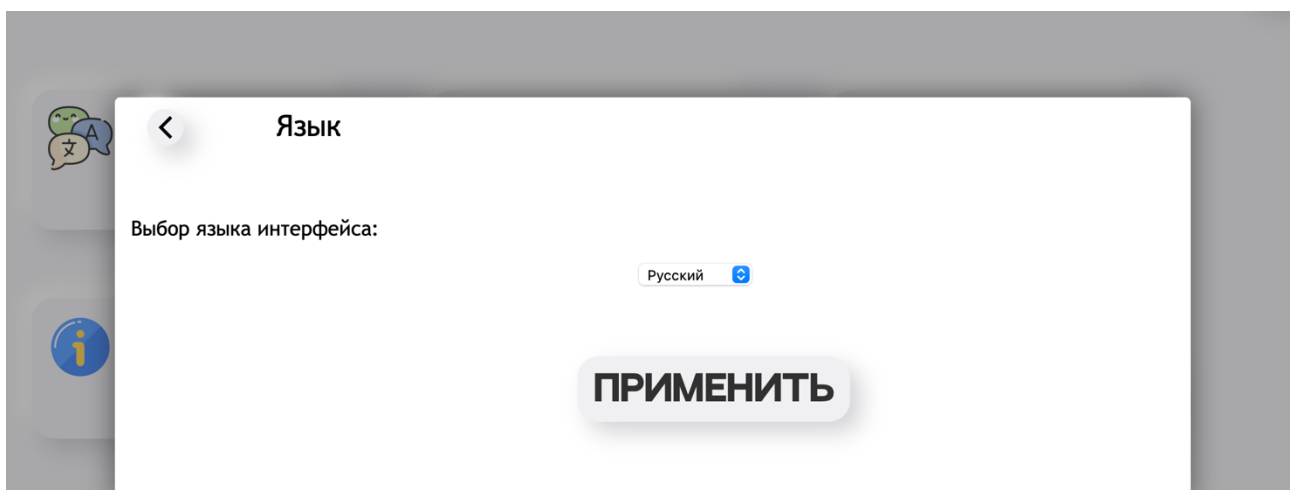 Язык
Выбор языка интерфейса:
Русский
ПРИМЕНИТЬ